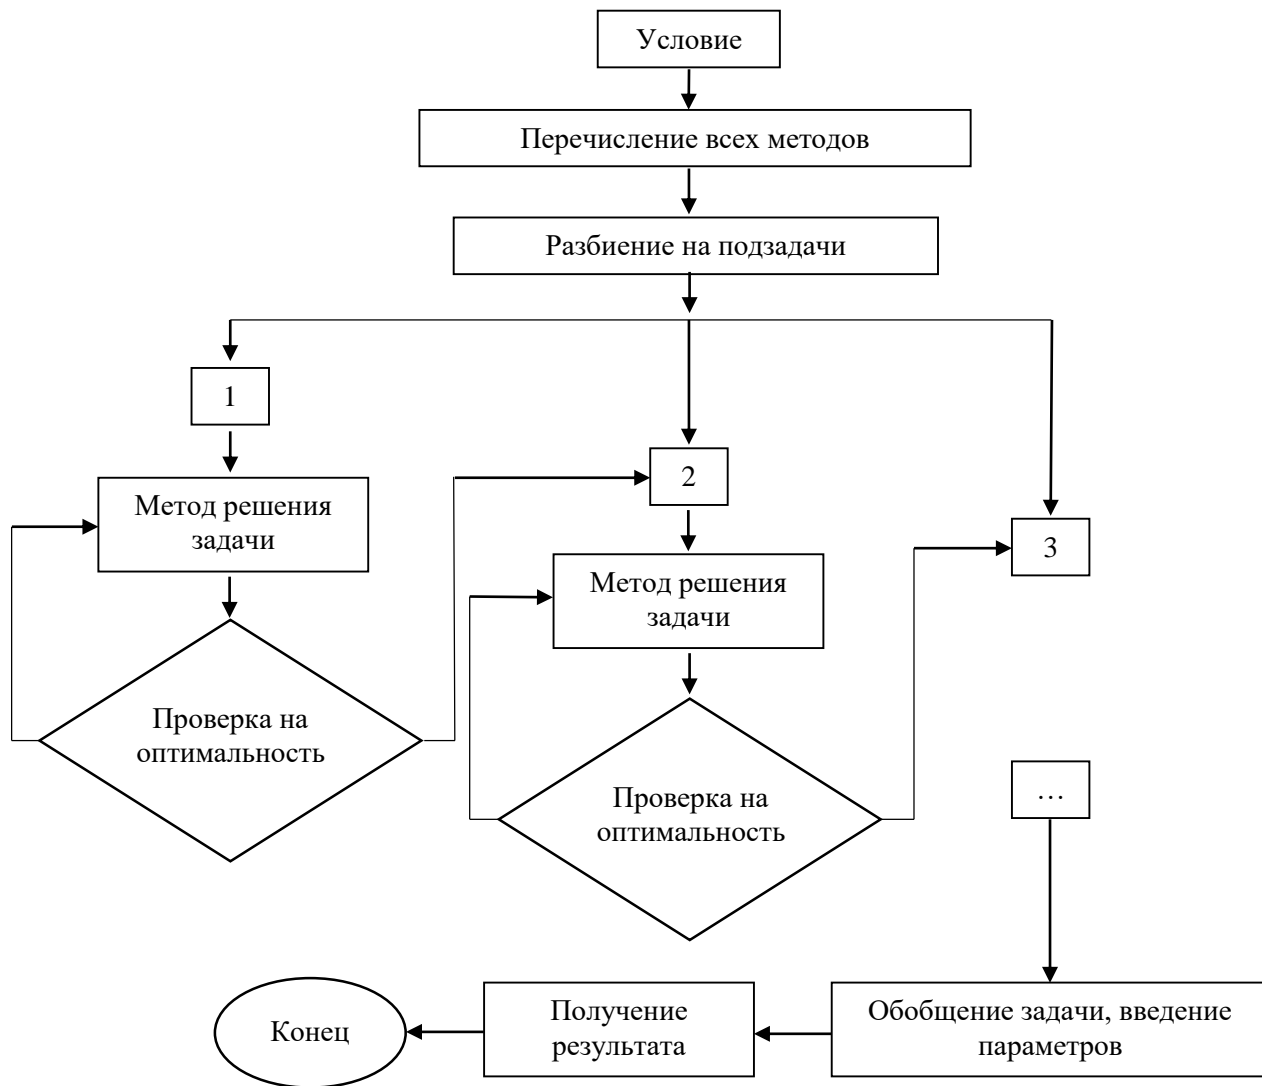 Условие
Перечисление всех методов
Разбиение на подзадачи
1
Метод решения
задачи
Проверка на
оптимальность
2
Метод решения
задачи
Проверка на
оптимальность
3
…
Обобщение задачи, введение
параметров
Получение
результата
Конец